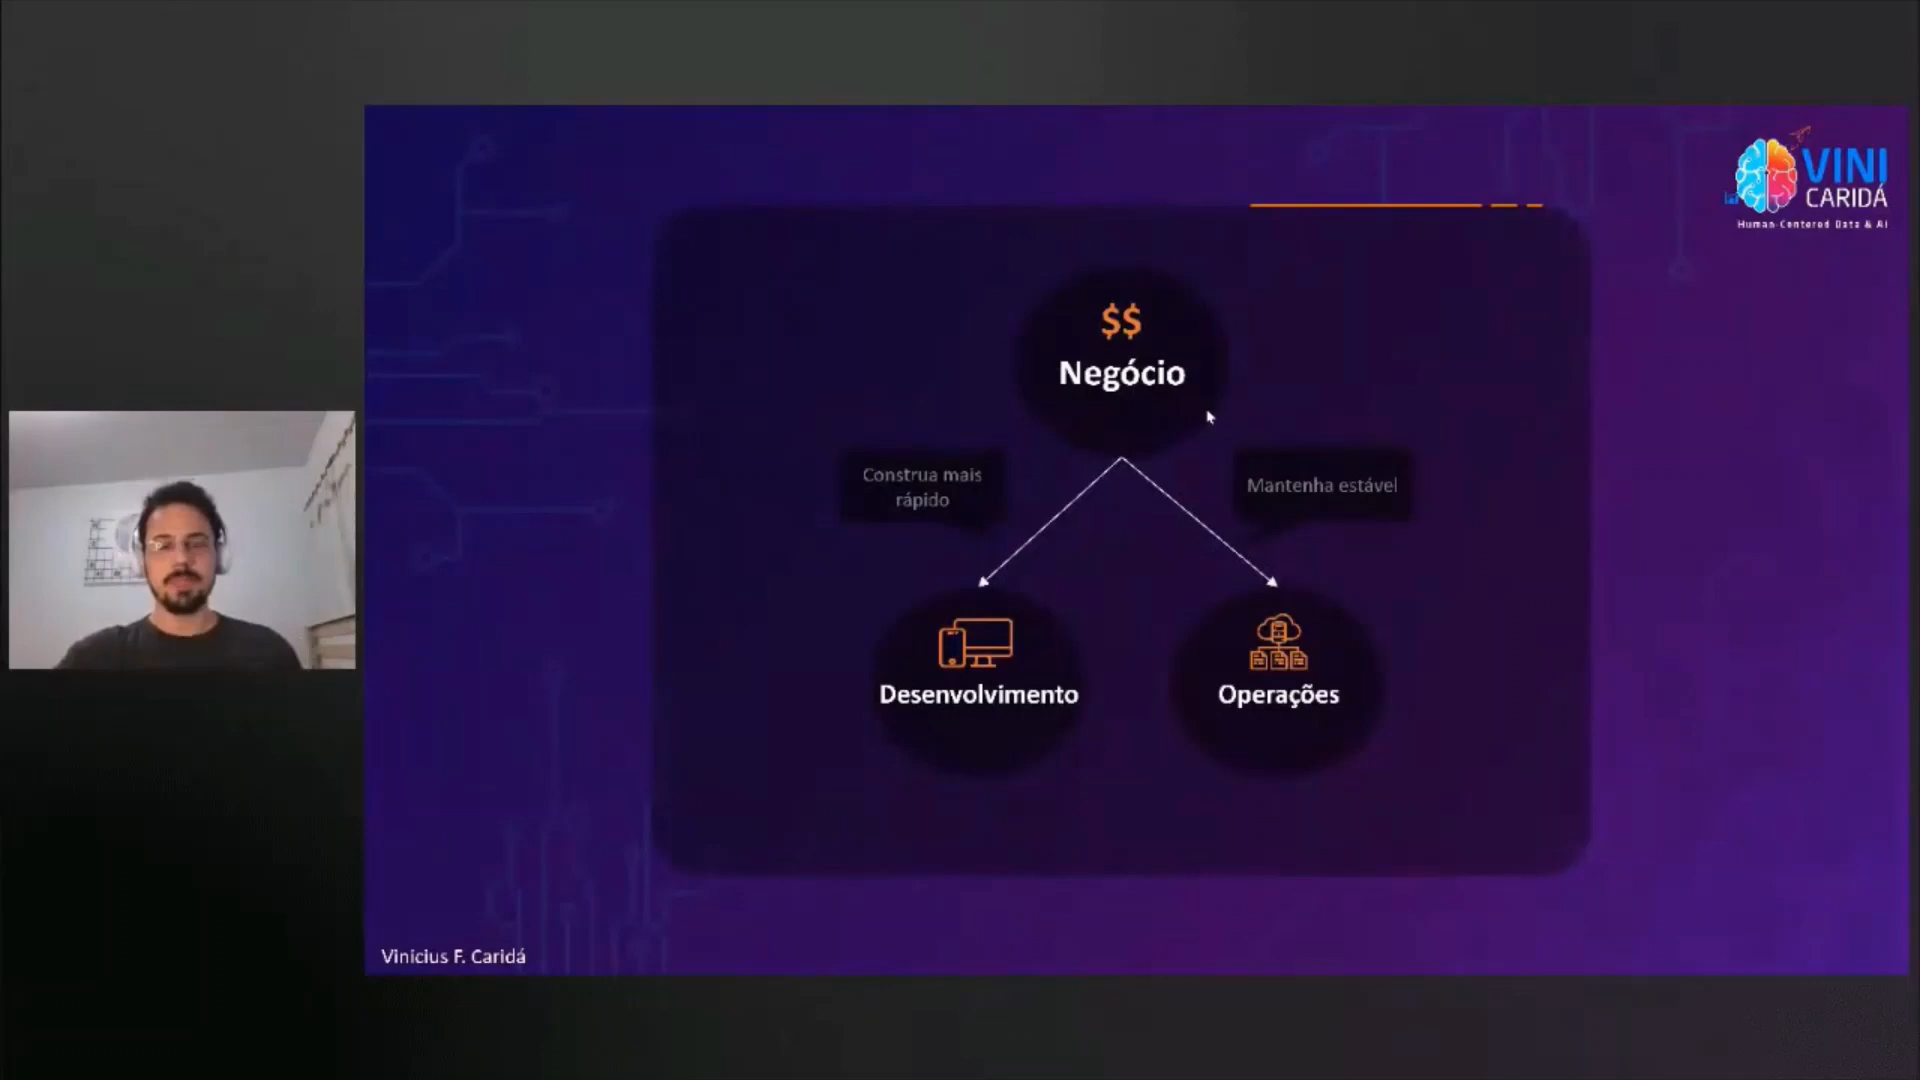 VINI
CARIDÁ
Human-Centered Data & AI
$$
Negócio
Construa mais
rápido
Mantenha estável
Desenvolvimento
Operações
Vinicius F. Caridá